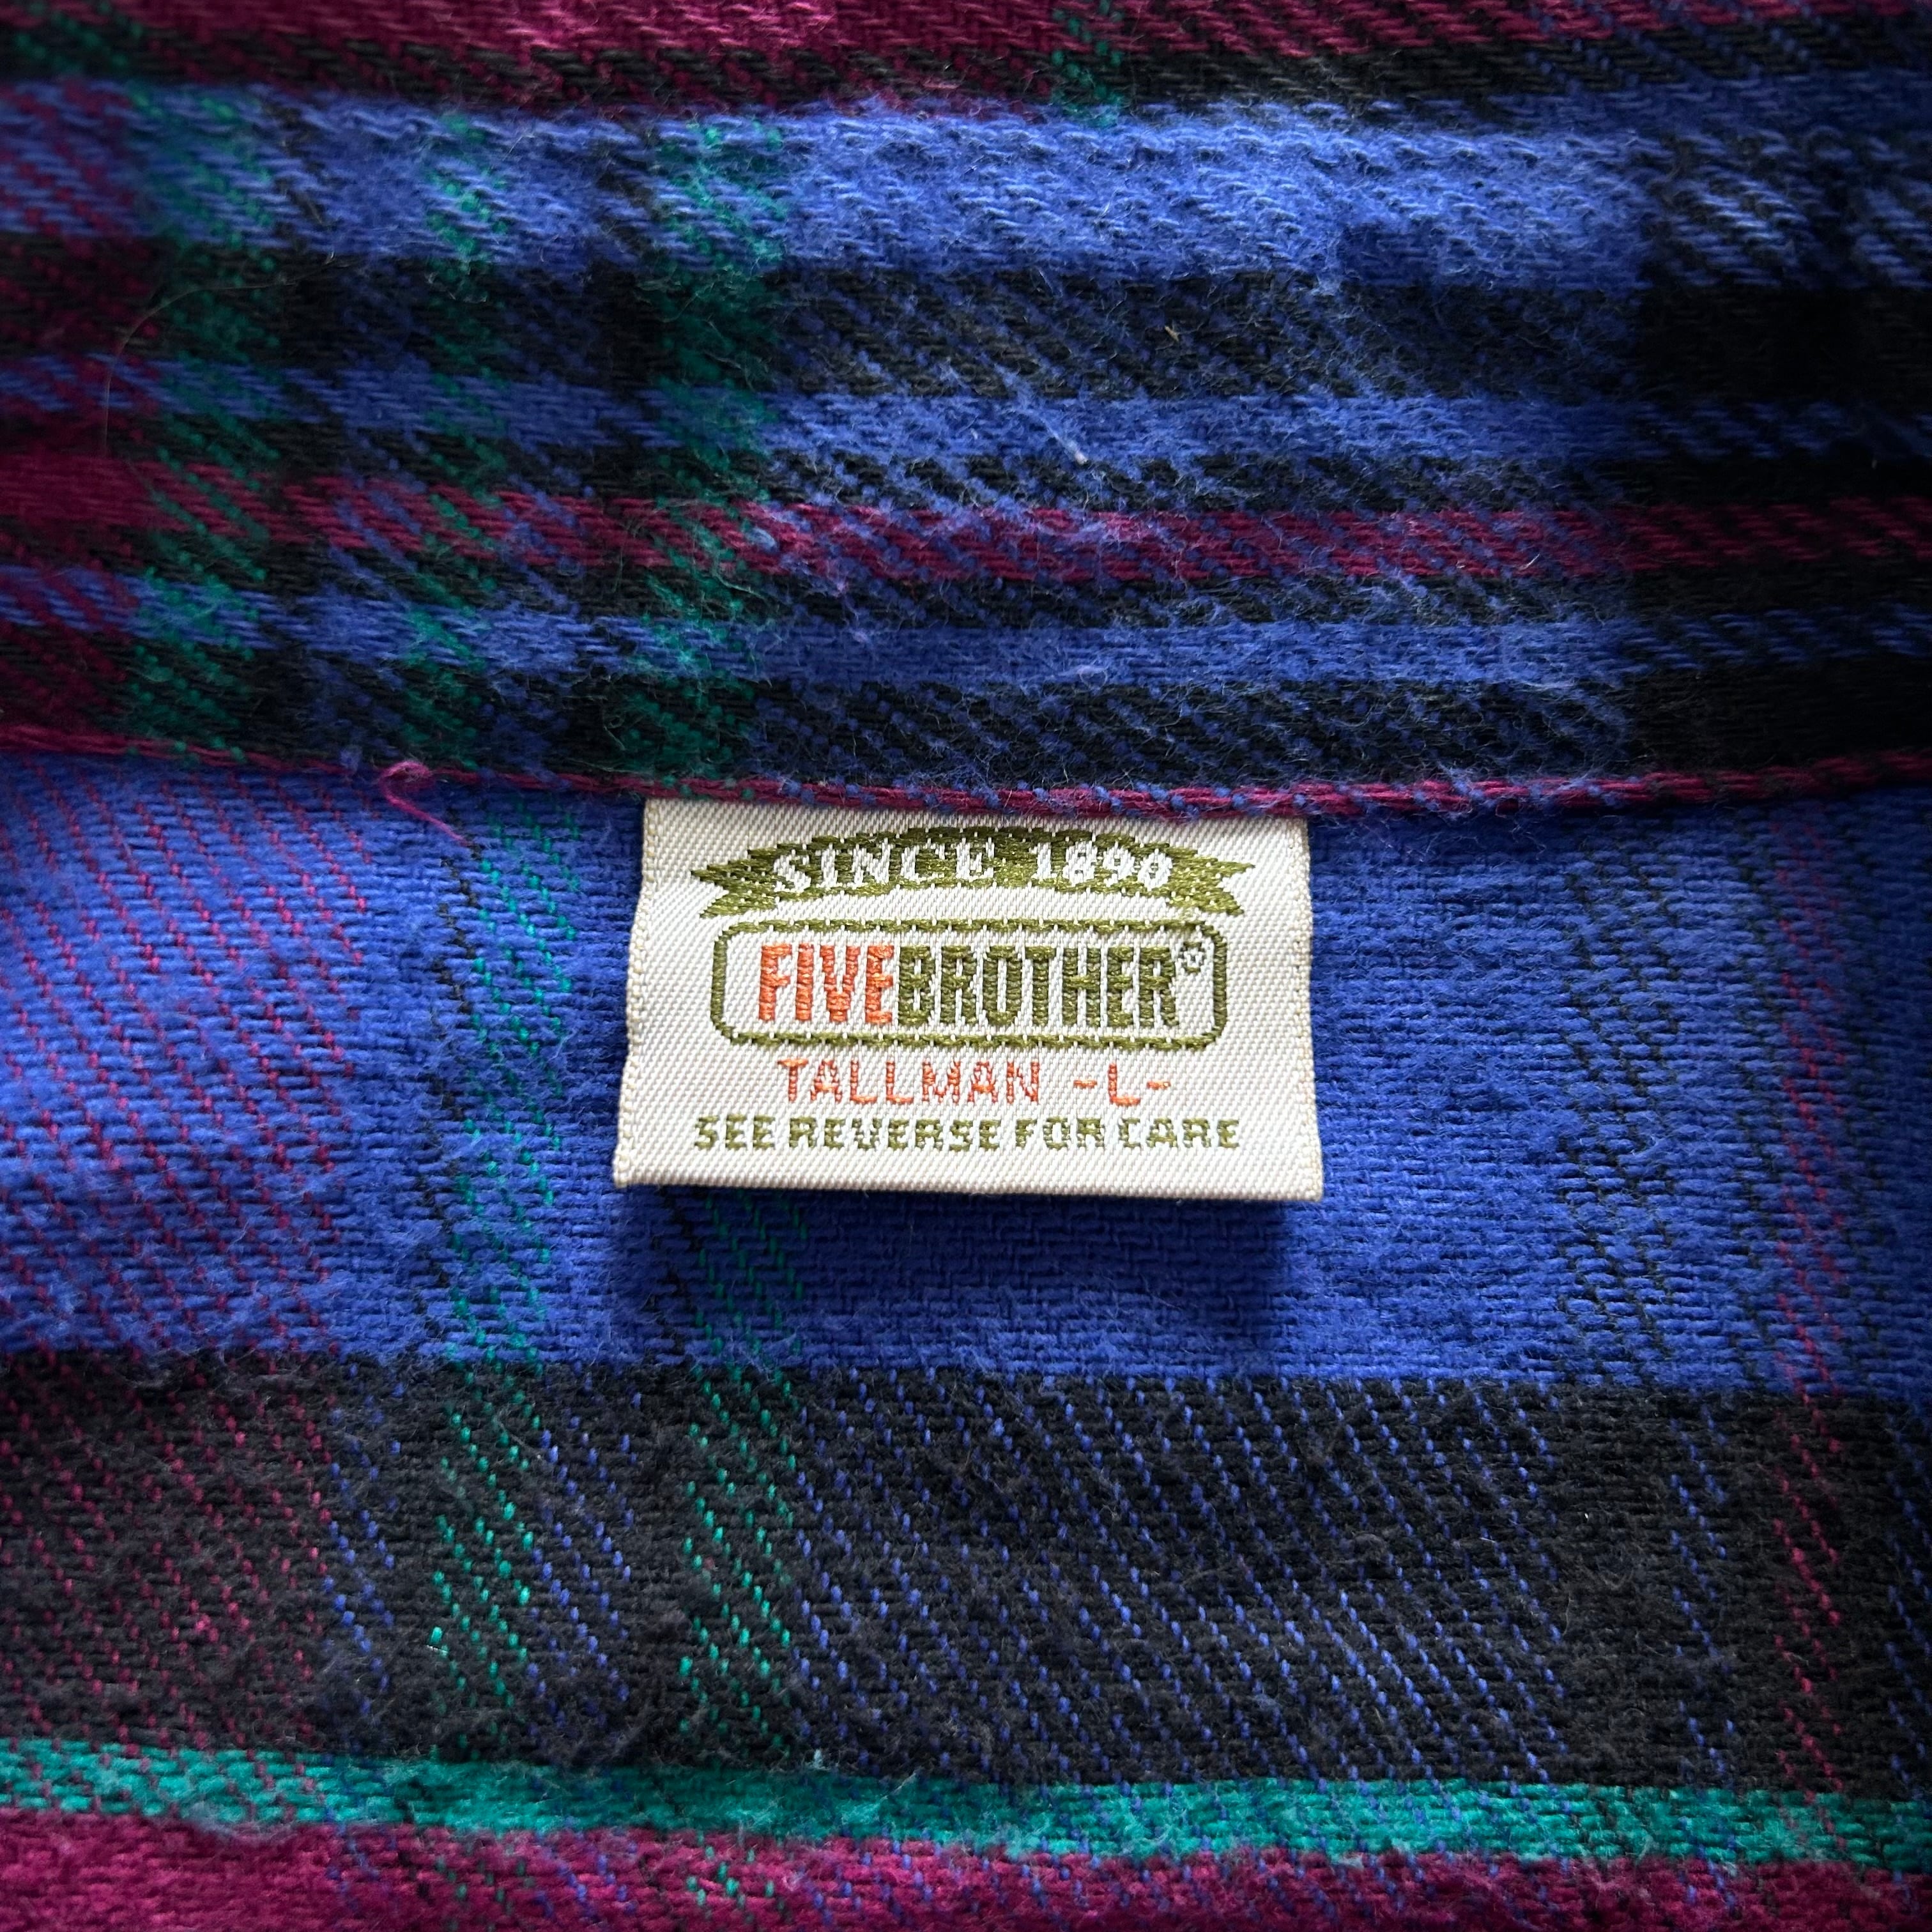 SINCE 1890
FIVEBROTHER®
TALLMAN -L-
SEE REVERSE FOR CARE